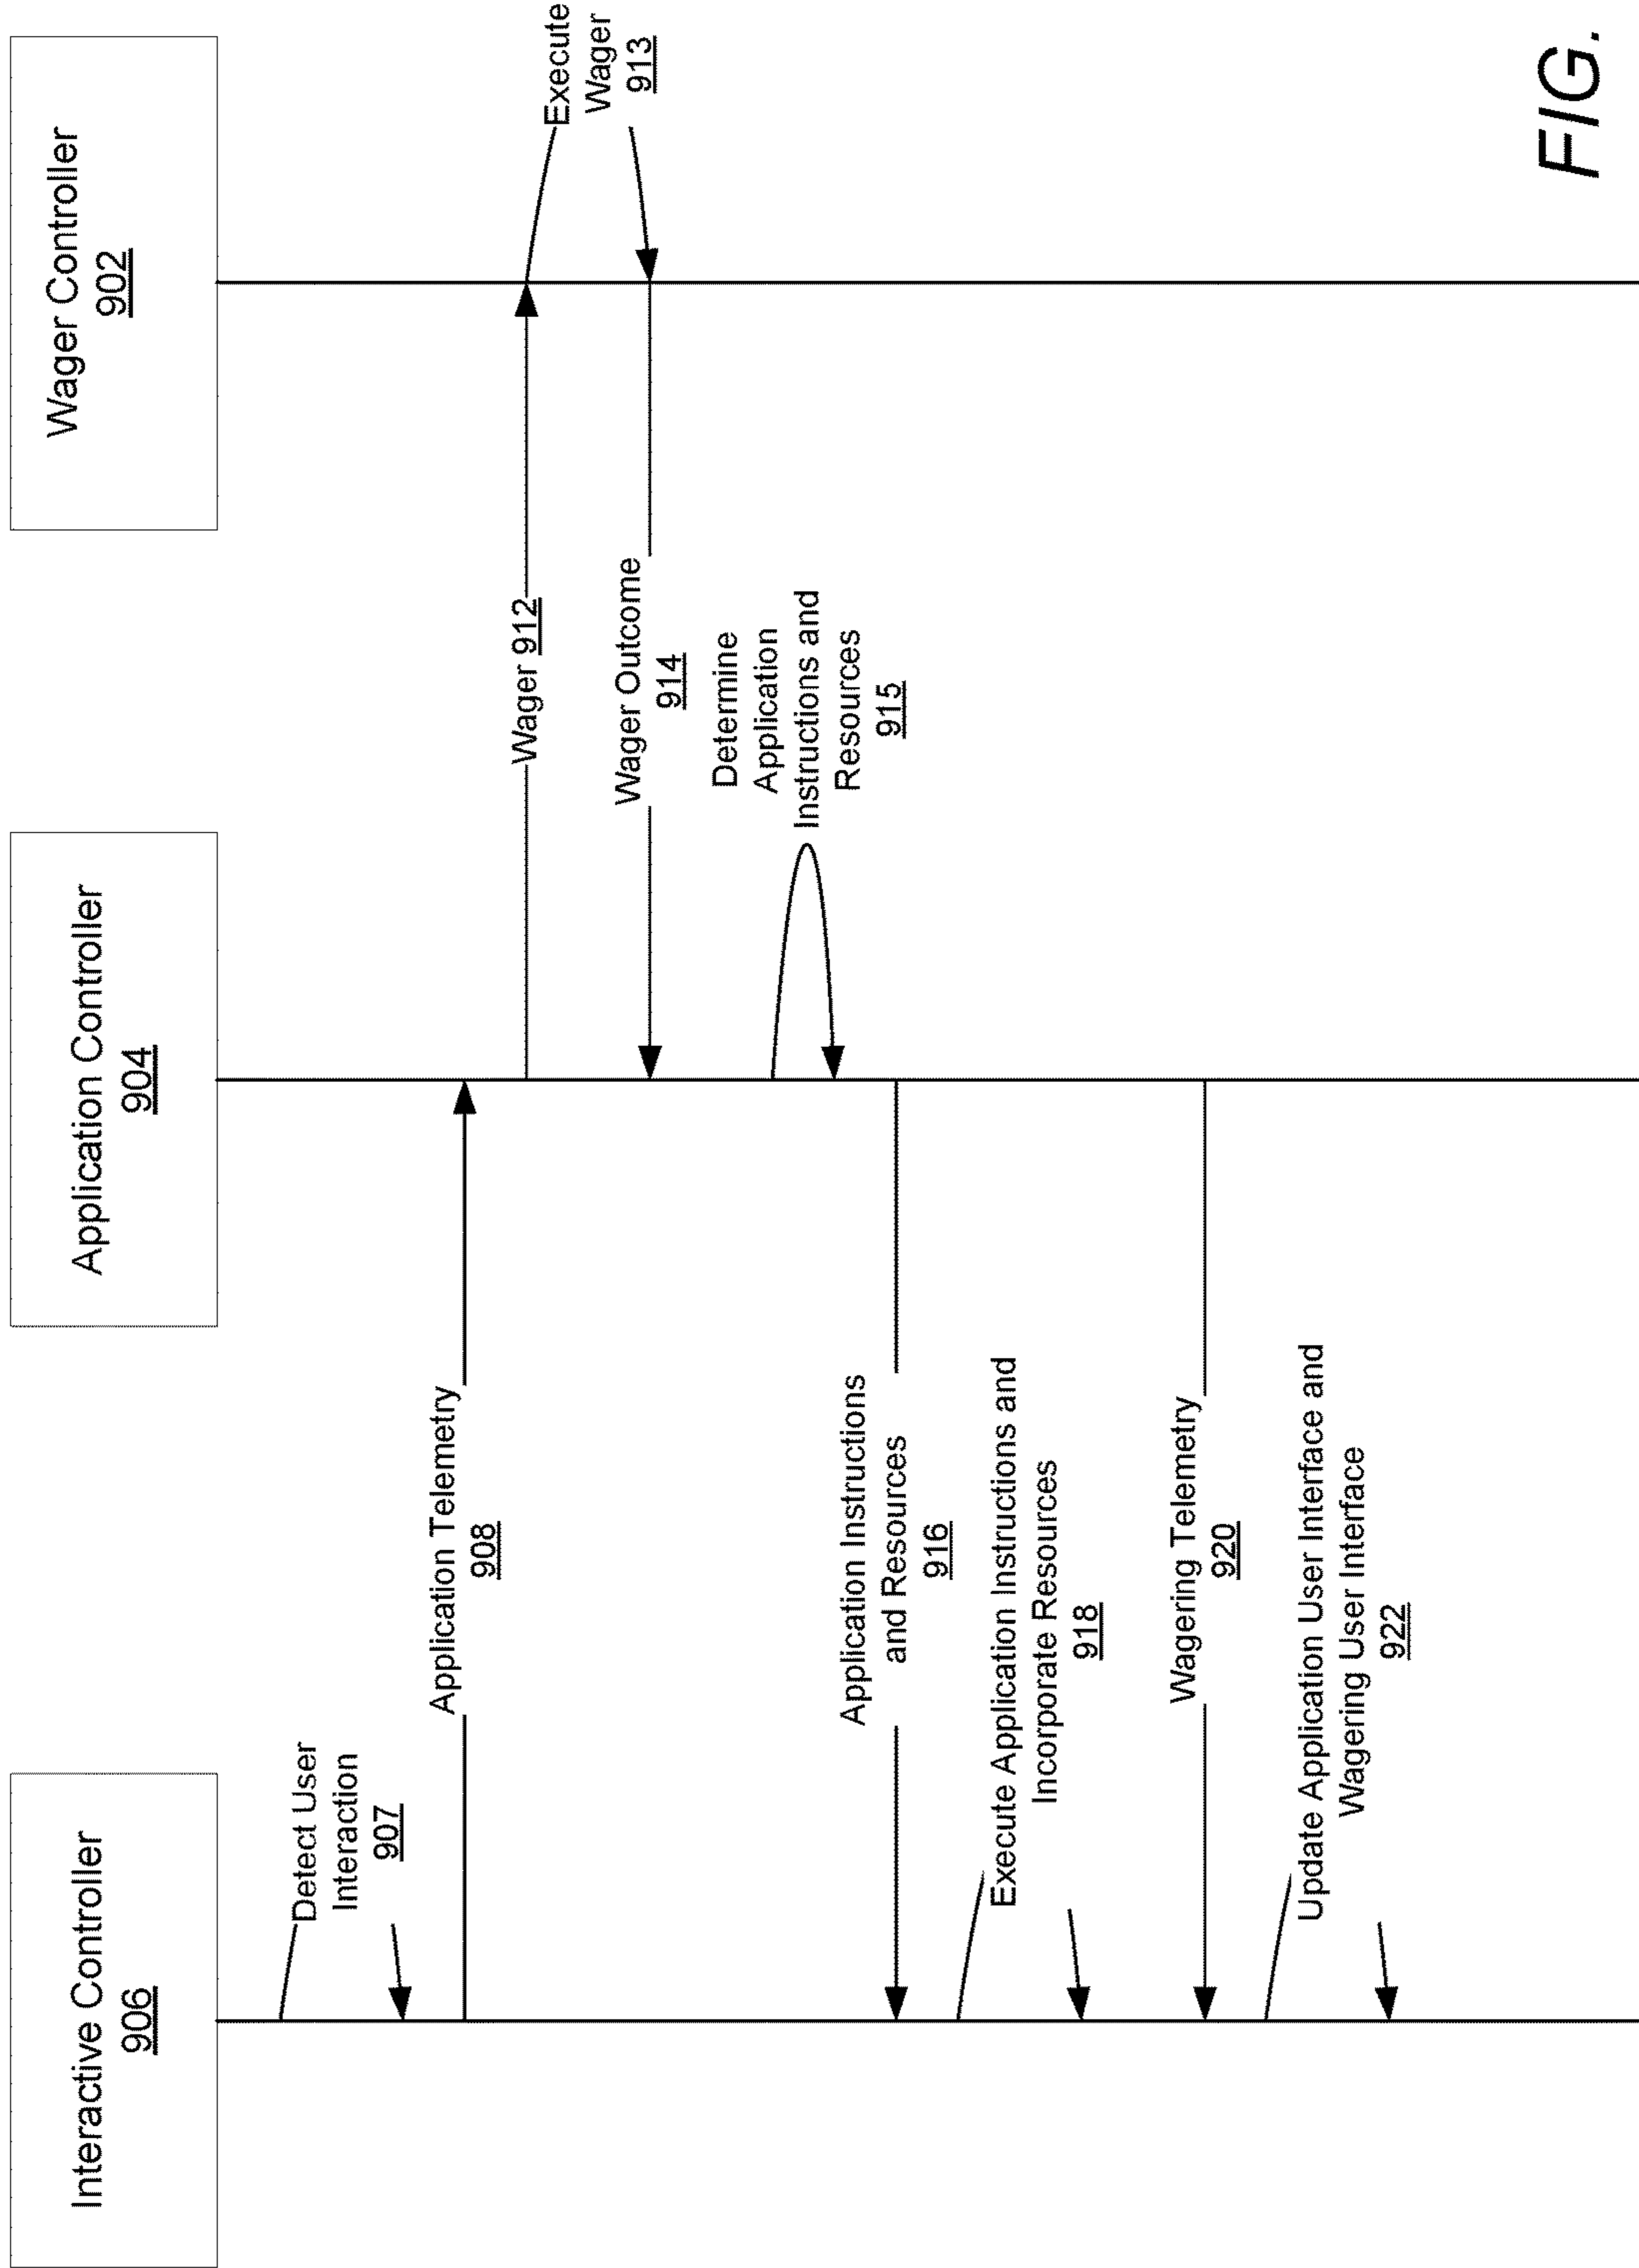 Interactive Controller
906
Application Controller
904
Wager Controller
902
Detect User
Interaction
907
Application Telemetry
908
Wager 912
Execute
Wager
913
Wager Outcome
914
Determine
Application
Instructions and
Resources
915
Application Instructions
and Resources
916
Execute Application Instructions and
Incorporate Resources
918
Wagering Telemetry
920
Update Application User Interface and
Wagering User Interface
922
FIG.